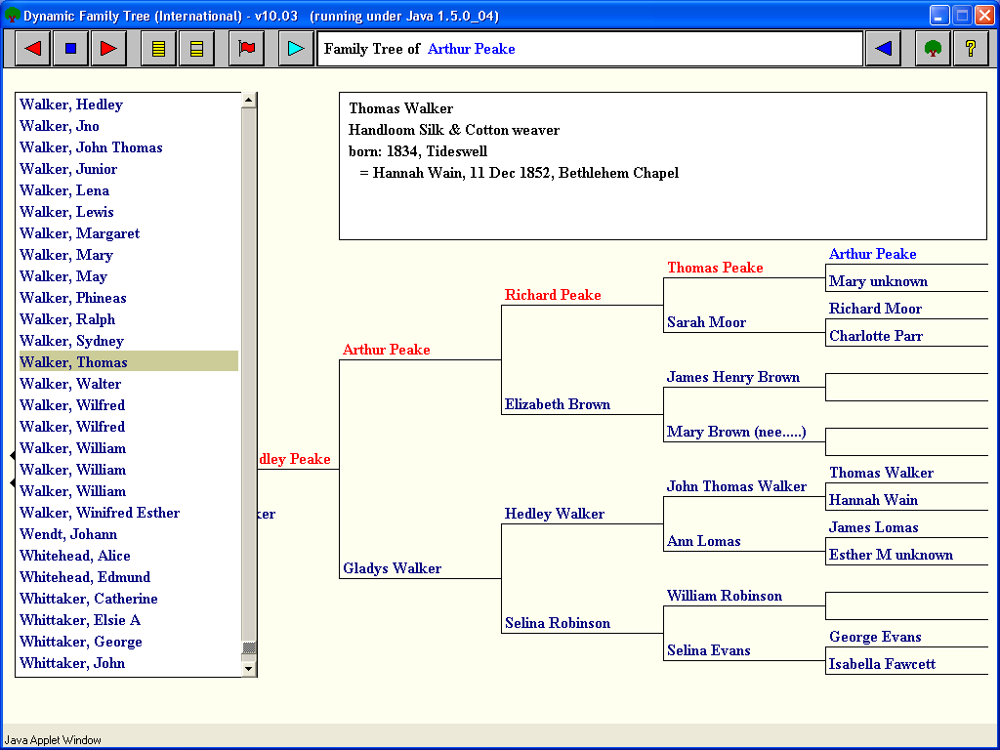 Dynamic Family Tree (International) - v10.03 (running under Java 1.5.0_04)
Family Tree of Arthur Peake
Walker, Hedley
Walker, Jno
Walker, John Thomas
Walker, Junior
Walker, Lena
Walker, Lewis
Walker, Margaret
Walker, Mary
Walker, May
Walker, Phineas
Walker, Ralph
Walker, Sydney
Walker, Thomas
Walker, Walter
Walker, Wilfred
Walker, Wilfred
Walker, William
Walker, William
Walker, William
Walker, Winifred Esther
Wendt, Johann
Whitehead, Alice
Whitehead, Edmund
Whittaker, Catherine
Whittaker, Elsie A
Whittaker, George
Whittaker, John
Thomas Walker
Handloom Silk & Cotton weaver
born: 1834, Tideswell
= Hannah Wain, 11 Dec 1852, Bethlehem Chapel
dley Peake
ker
Arthur Peake
Gladys Walker
Richard Peake
Elizabeth Brown
Hedley Walker
Selina Robinson
Thomas Peake
Sarah Moor
James Henry Brown
Mary Brown (nee.....)
John Thomas Walker
Ann Lomas
William Robinson
Selina Evans
Arthur Peake
Mary unknown
Richard Moor
Charlotte Parr
Thomas Walker
Hannah Wain
James Lomas
Esther M unknown
George Evans
Isabella Fawcett
Java Applet Window